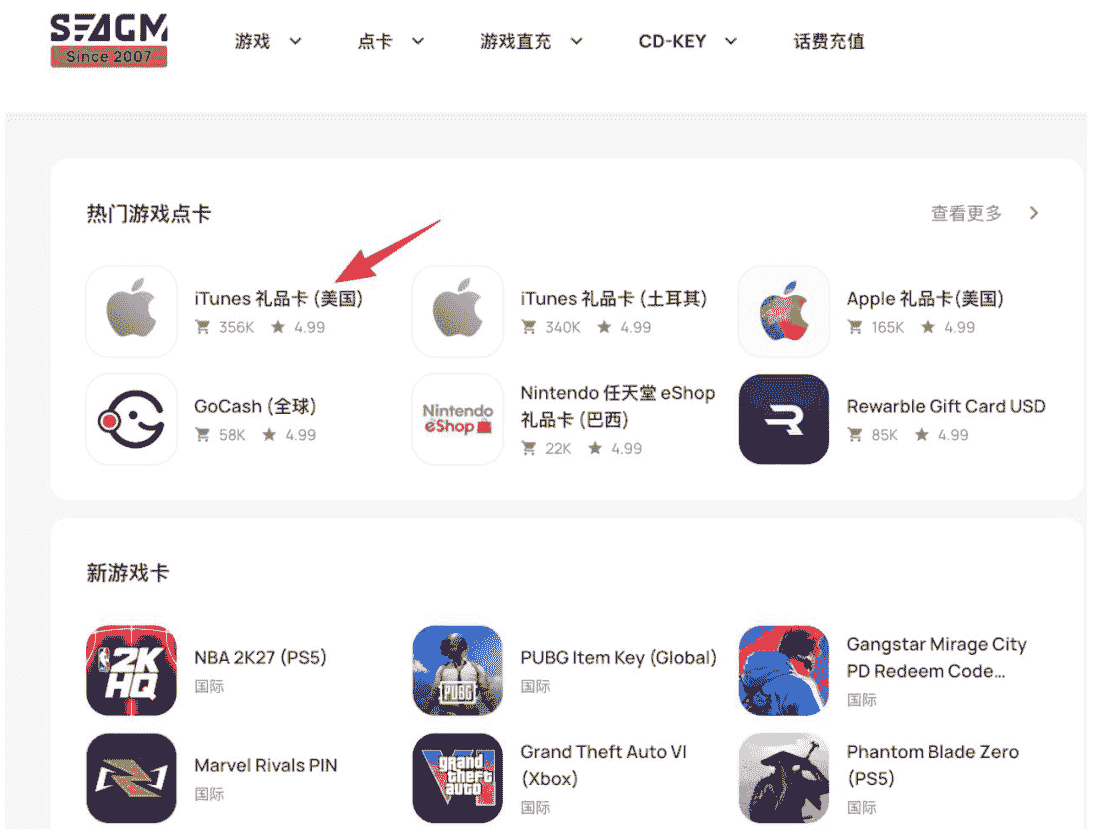 SEAGM
Since 2007
游戏
点卡
游戏直充
CD-KEY
话费充值
热门游戏点卡
查看更多
iTunes 礼品卡 (美国)
356K 4.99
iTunes 礼品卡 (土耳其)
340K 4.99
Apple 礼品卡(美国)
165K 4.99
GoCash (全球)
58K 4.99
Nintendo
eShop
Nintendo 任天堂 eShop
礼品卡 (巴西)
22K 4.99
R
Rewarble Gift Card USD
85K 4.99
新游戏卡
2K
HQ
NBA 2K27 (PS5)
国际
PUBG
PUBG Item Key (Global)
国际
Gangstar Mirage City
PD Redeem Code...
国际
Marvel Rivals PIN
国际
VI
grand
theft
auto
Grand Theft Auto VI
(Xbox)
国际
Phantom Blade Zero
(PS5)
国际